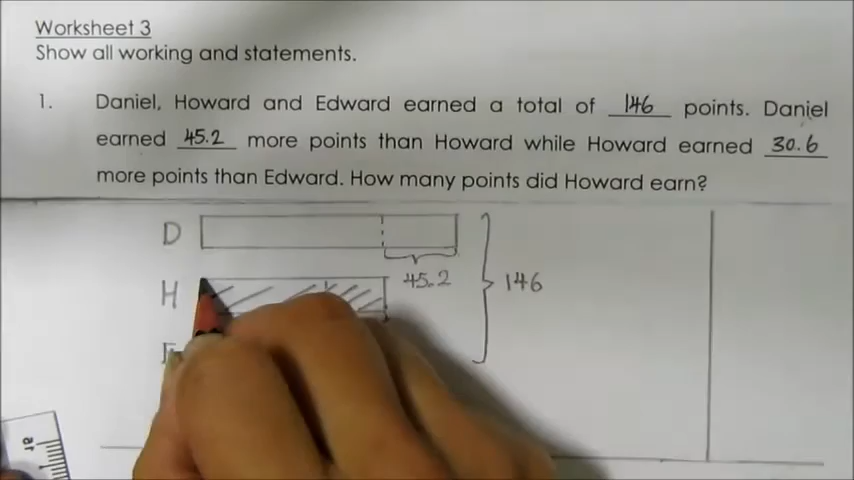 Worksheet 3
Show all working and statements.
1. Daniel, Howard and Edward earned a total of 146 points. Daniel
earned 45.2 more points than Howard while Howard earned 30.6
more points than Edward. How many points did Howard earn?
D
H 45.2 146